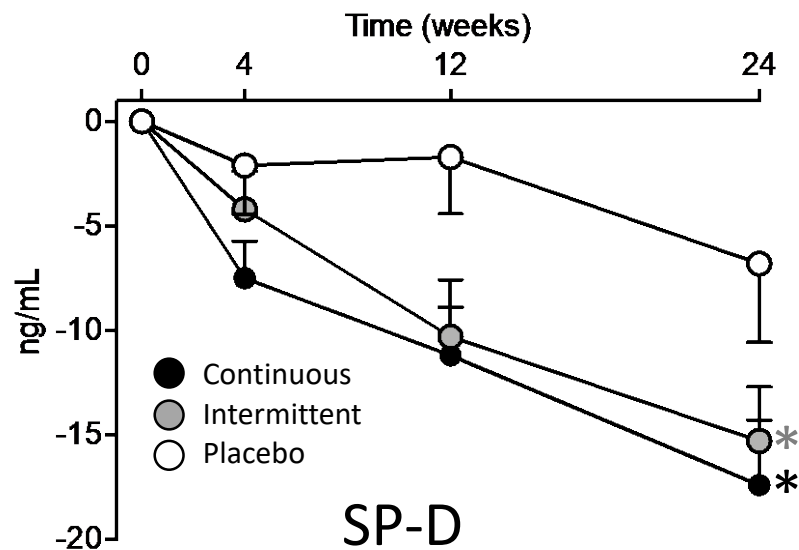 Time (weeks)
0 4 12 24
0
-5
-10
-15
-20
ng/mL
Continuous
Intermittent
Placebo
*
*
SP-D